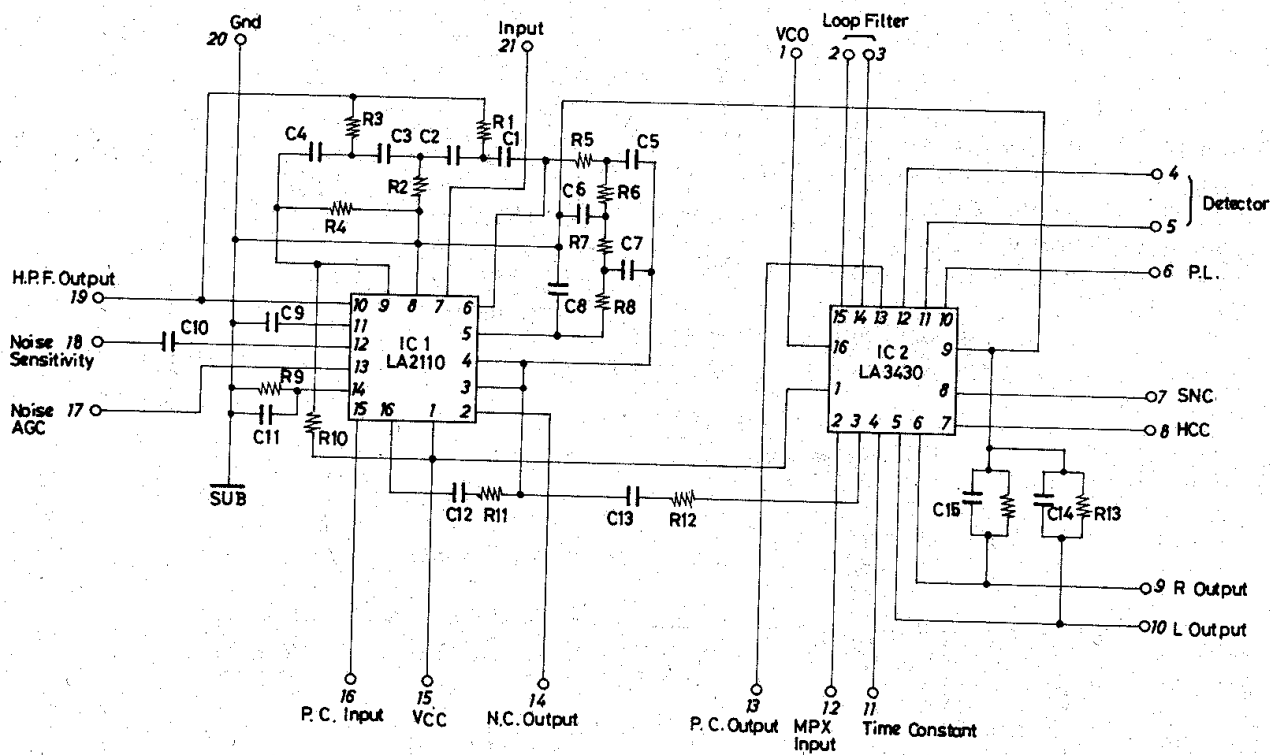 Gnd
20
Input
21
VCO
1
Loop Filter
2 3
R3
R1
C4
C3
C2
C1
R5
C5
R2
C6
R6
R4
R7
C7
4
Detector
5
6 P.L.
H.P.F. Output
19
C8
R8
10 9 8 7 6
11
12
13
14
15 16 1 2
5
4
3
IC 1
LA2110
C9
C10
Noise 18
Sensitivity
R9
Noise 17
AGC
C11
R10
SUB
15 14 13 12 11 10
16
1
9
8
7
2 3 4 5 6
IC 2
LA3430
7 SNC
8 HCC
C12
R11
C13
R12
C15
C14
R13
9 R Output
10 L Output
16
P.C. Input
15
VCC
14
N.C. Output
13
P.C. Output
12
MPX
Input
11
Time Constant